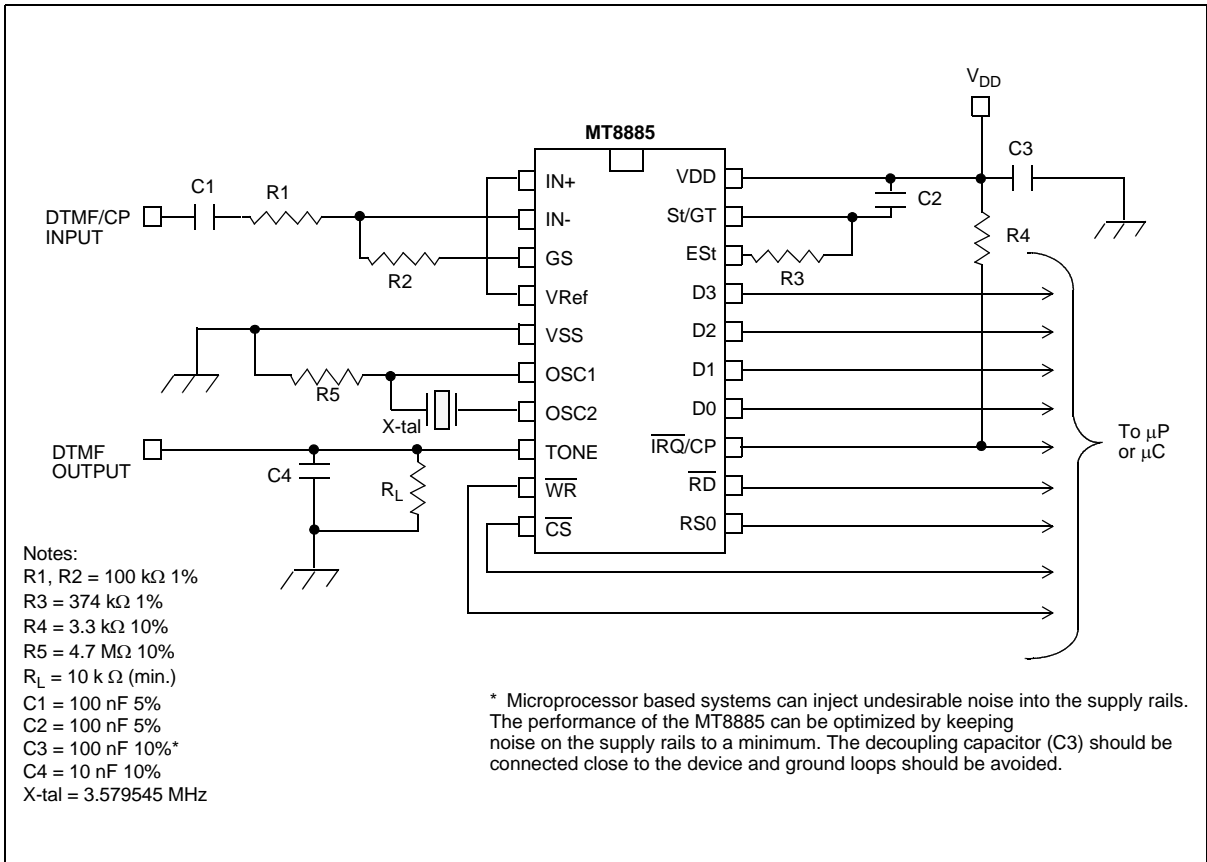 V_DD
MT8885
C3
C1
R1
IN+
VDD
C2
DTMF/CP
INPUT
IN-
St/GT
R4
GS
ESt
R2
R3
VRef
D3
VSS
D2
OSC1
D1
R5
OSC2
D0
X-tal
DTMF
OUTPUT
TONE
I̅R̅Q̅/CP
To μP
or μC
C4
R_L
W̅R̅
R̅D̅
C̅S̅
RS0
Notes:
R1, R2 = 100 kΩ 1%
R3 = 374 kΩ 1%
R4 = 3.3 kΩ 10%
R5 = 4.7 MΩ 10%
R_L = 10 k Ω (min.)
C1 = 100 nF 5%
C2 = 100 nF 5%
C3 = 100 nF 10%*
C4 = 10 nF 10%
X-tal = 3.579545 MHz
* Microprocessor based systems can inject undesirable noise into the supply rails.
The performance of the MT8885 can be optimized by keeping
noise on the supply rails to a minimum. The decoupling capacitor (C3) should be
connected close to the device and ground loops should be avoided.